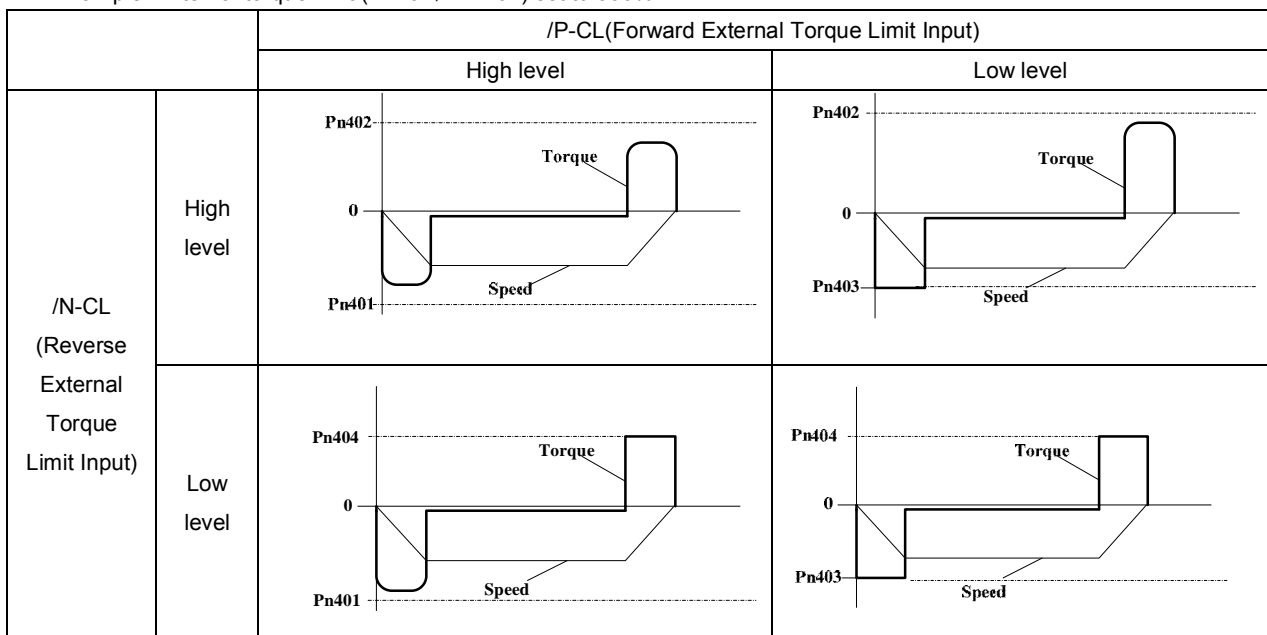 /P-CL(Forward External Torque Limit Input)
High level
Low level
/N-CL
(Reverse
External
Torque
Limit Input)
High
level
Pn402
Torque
0
Speed
Pn401
Pn402
Torque
0
Pn403
Speed
Low
level
Pn404
Torque
0
Speed
Pn401
Pn404
Torque
0
Pn403
Speed